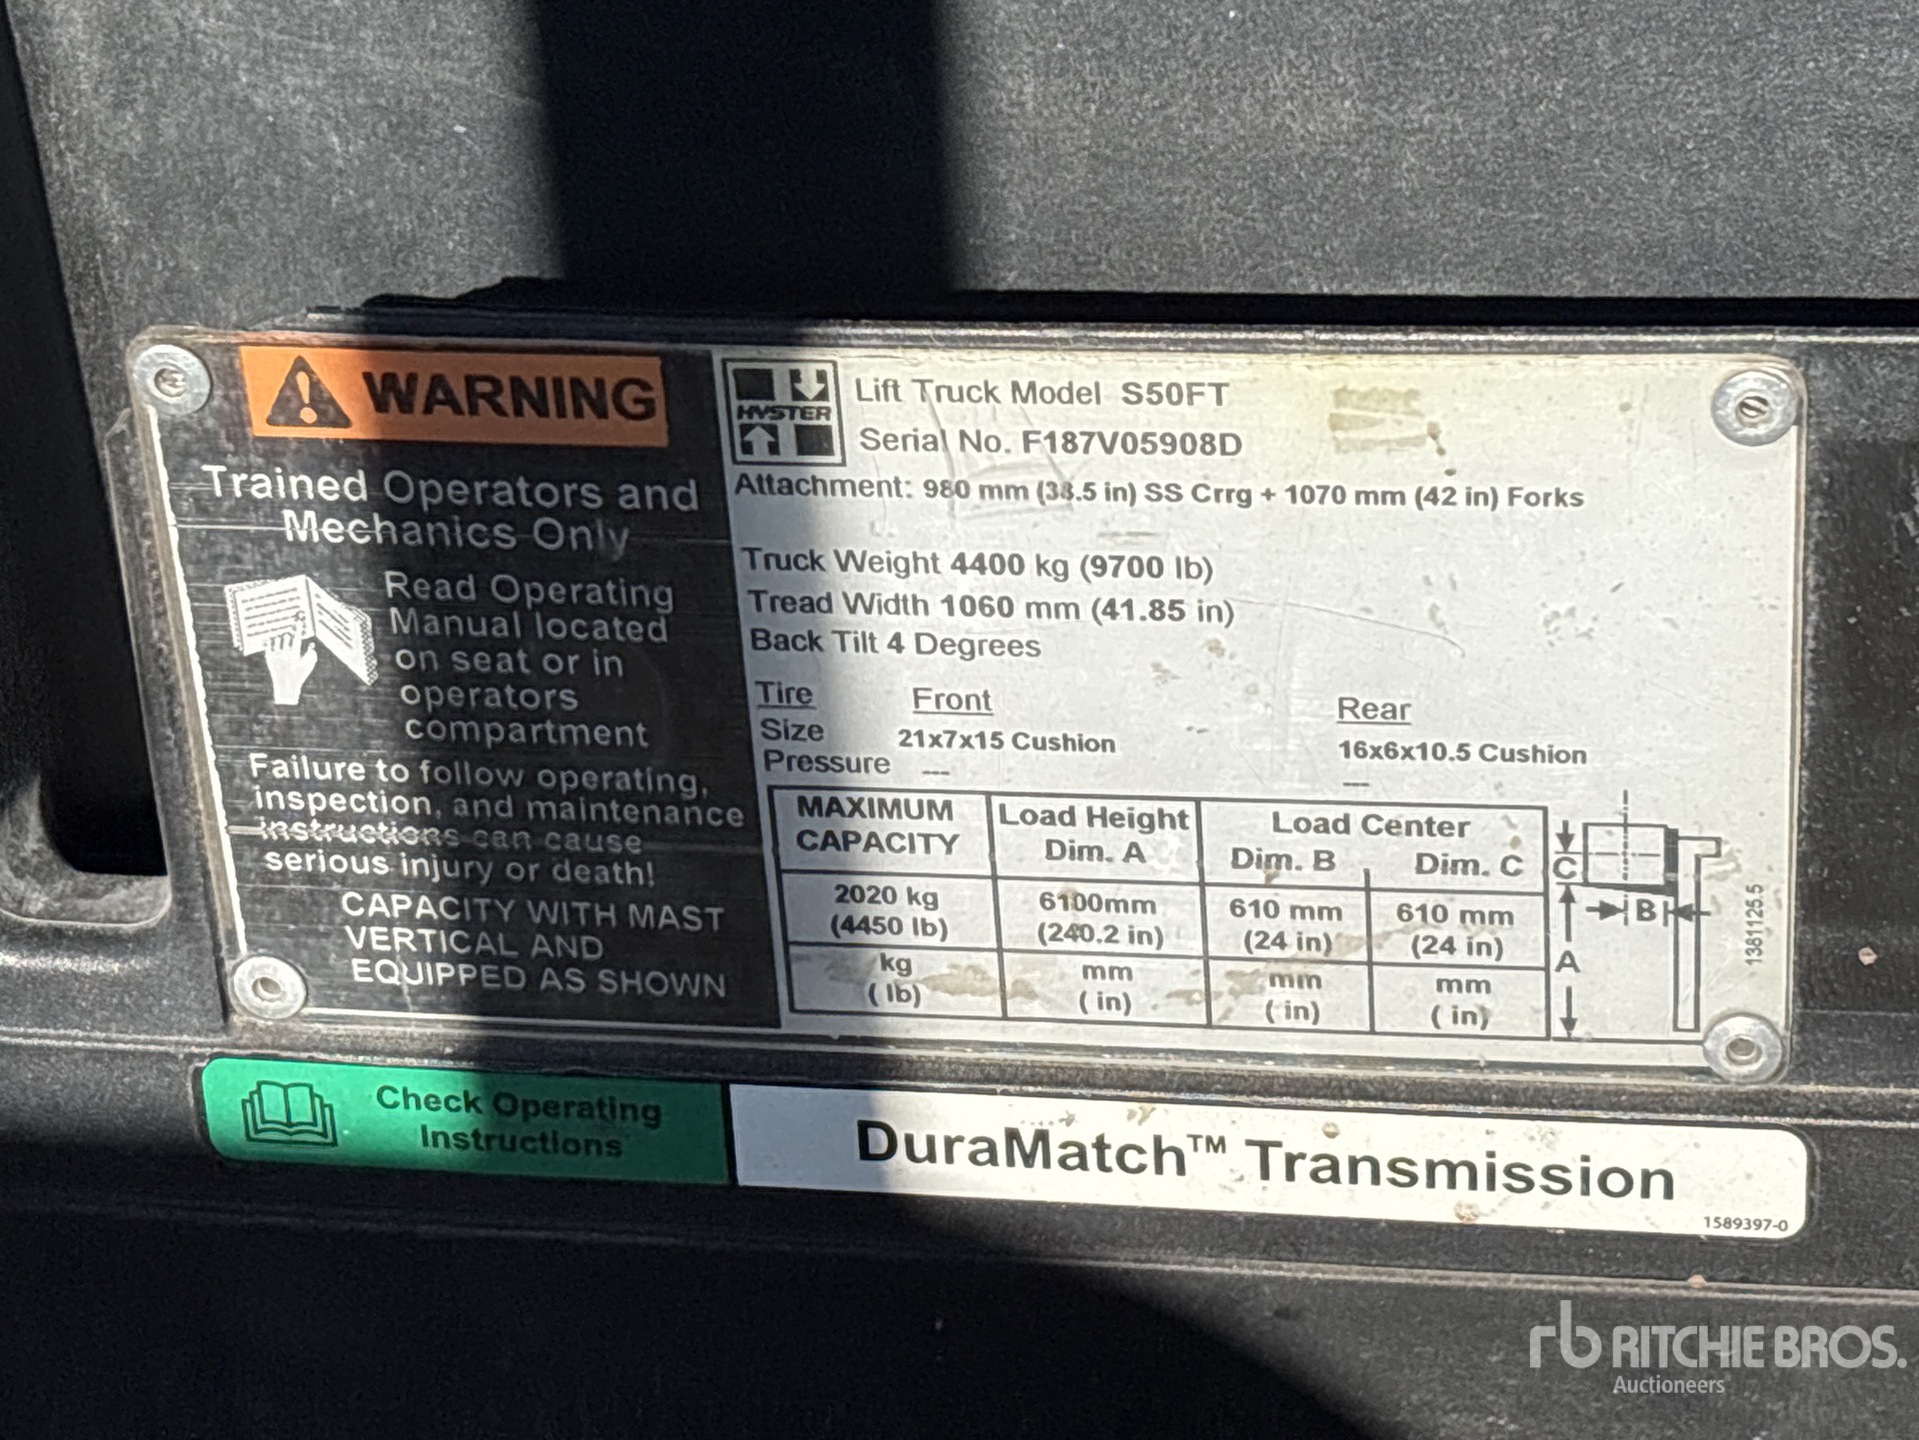 WARNING
Trained Operators and
Mechanics Only
Read Operating
Manual located
on seat or in
operators
compartment
Failure to follow operating,
inspection, and maintenance
instructions can cause
serious injury or death!
CAPACITY WITH MAST
VERTICAL AND
EQUIPPED AS SHOWN
HYSTER
Lift Truck Model S50FT
Serial No. F187V05908D
Attachment: 980 mm (38.5 in) SS Crrg + 1070 mm (42 in) Forks
Truck Weight 4400 kg (9700 lb)
Tread Width 1060 mm (41.85 in)
Back Tilt 4 Degrees
Tire Front Rear
Size 21x7x15 Cushion 16x6x10.5 Cushion
Pressure --- ---
MAXIMUM CAPACITY Load Height Dim. A Load Center Dim. B Dim. C
2020 kg 6100mm 610 mm 610 mm
(4450 lb) (240.2 in) (24 in) (24 in)
kg mm mm mm
( lb) ( in) ( in) ( in)
C
B
A
1381125.5
Check Operating
Instructions
DuraMatch™ Transmission
1589397-0
rb RITCHIE BROS.
Auctioneers